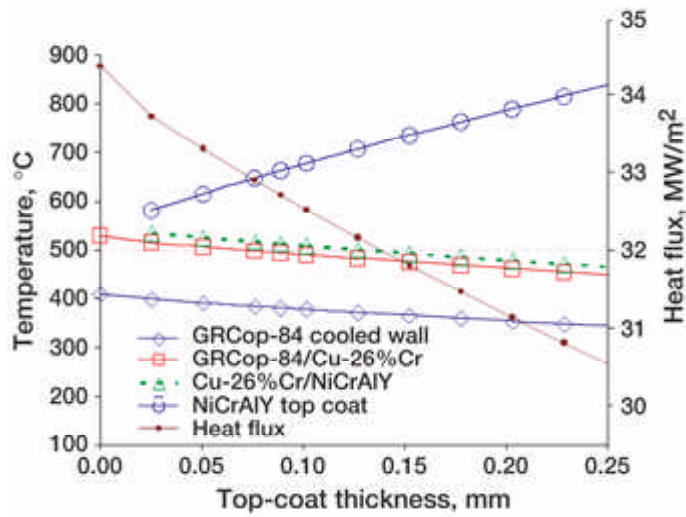 35
900
800
34
700
33
600
500
32
400
31
300
200
30
100
0.00
0.05
0.10
0.15
0.20
0.25
Temperature, °C
Heat flux, MW/m²
GRCop-84 cooled wall
GRCop-84/Cu-26%Cr
Cu-26%Cr/NiCrAlY
NiCrAlY top coat
Heat flux
Top-coat thickness, mm